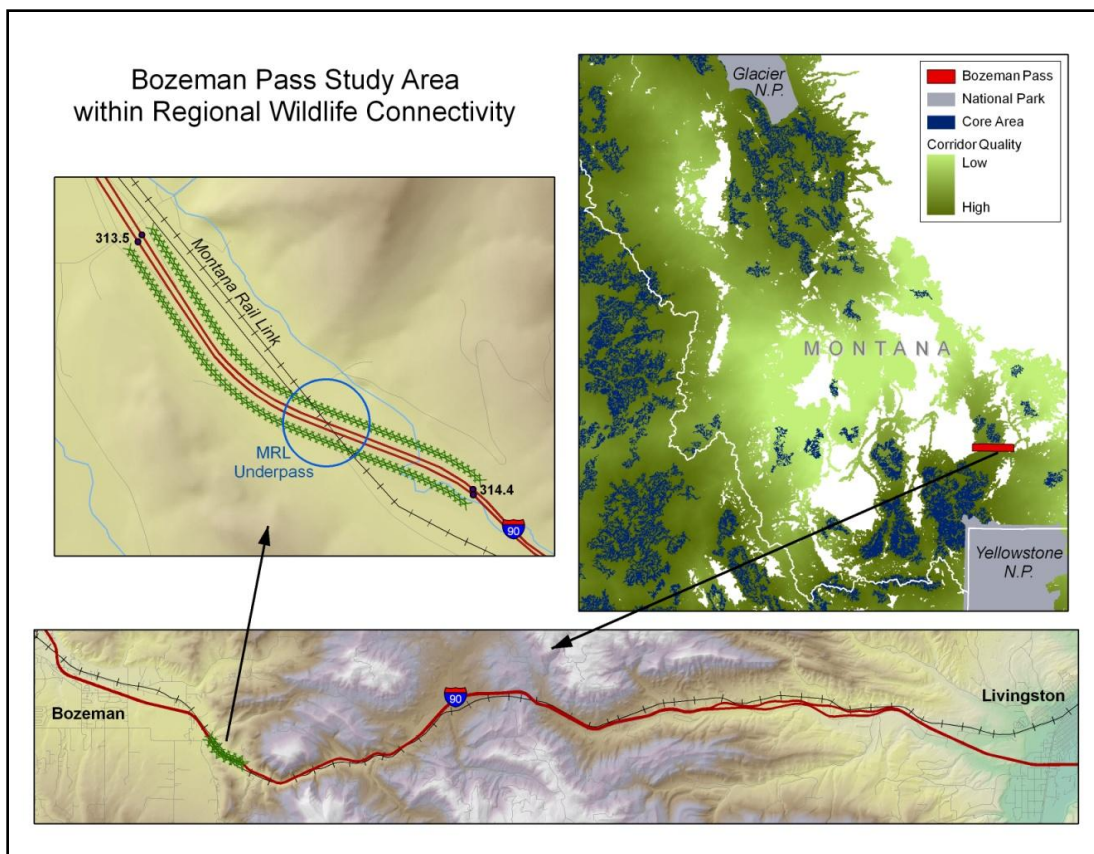 Bozeman Pass Study Area
within Regional Wildlife Connectivity
313.5
Montana Rail Link
MRL
Underpass
314.4
90
Glacier
N.P.
Bozeman Pass
National Park
Core Area
Corridor Quality
Low
High
MONTANA
Yellowstone
N.P.
Bozeman
90
Livingston